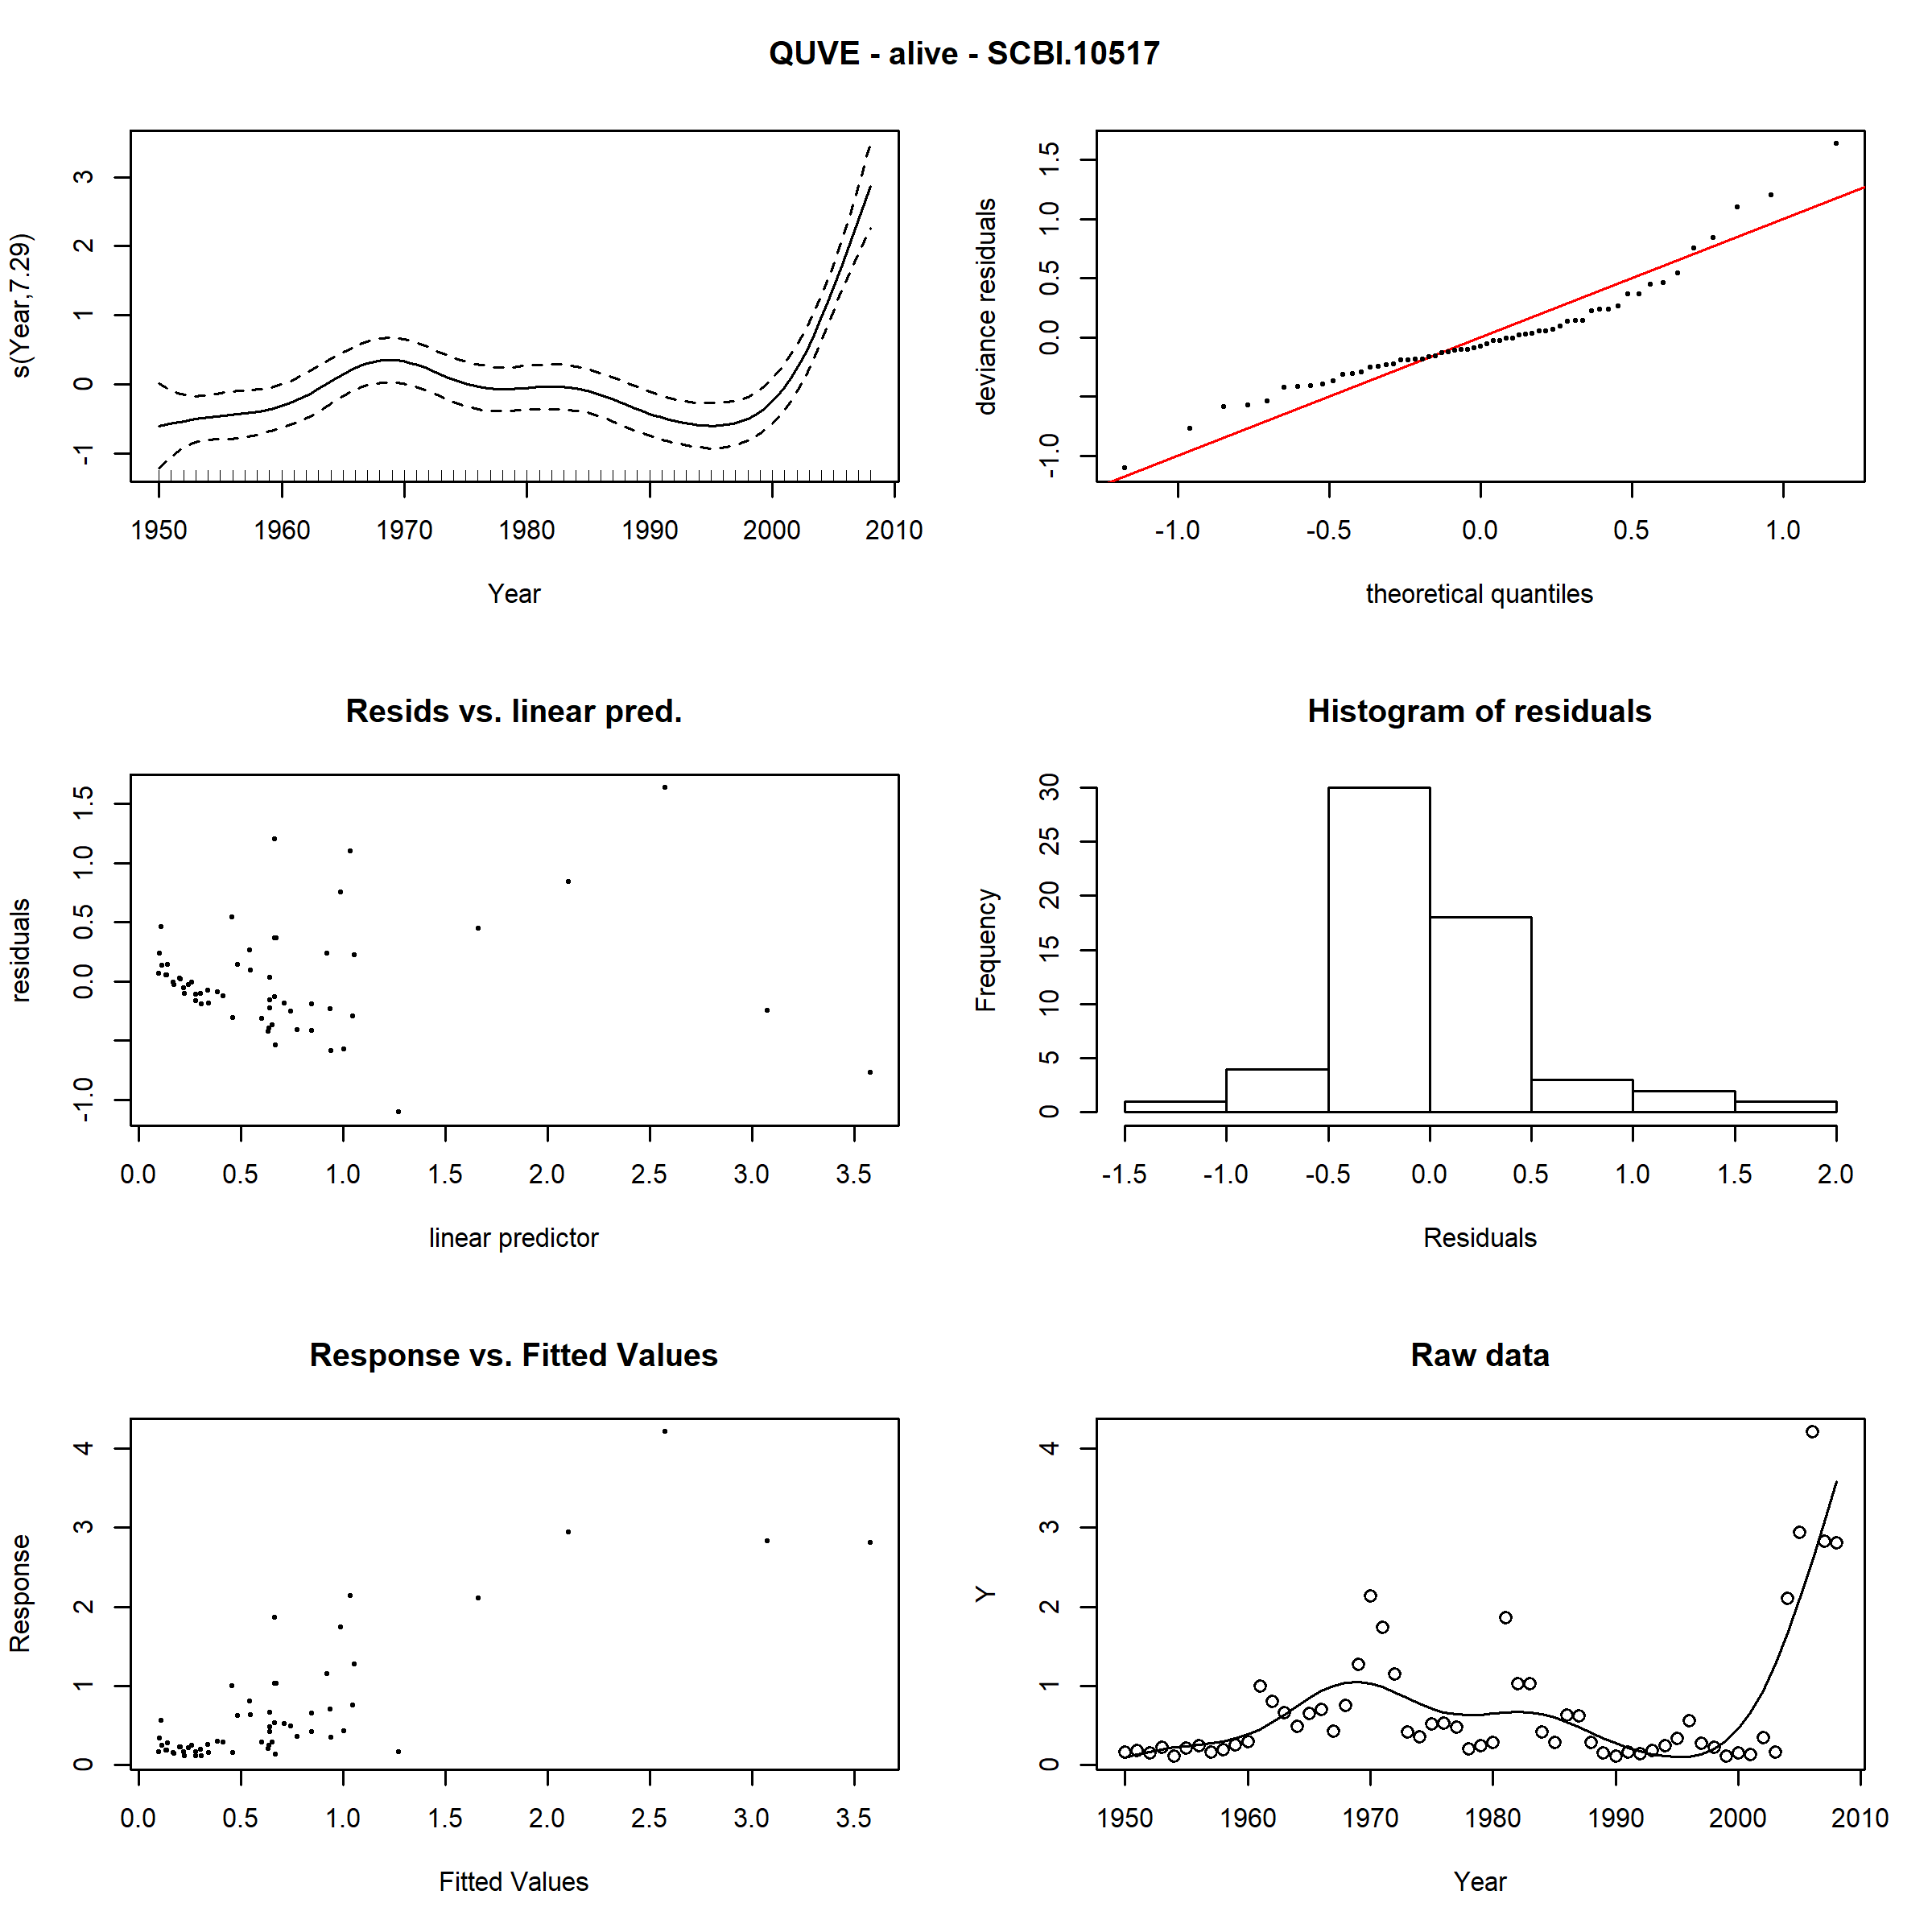 QUVE - alive - SCBI.10517
s(Year,7.29)
3
2
1
0
-1
1950 1960 1970 1980 1990 2000 2010
Year
deviance residuals
1.5
1.0
0.5
0.0
-1.0
-1.0 -0.5 0.0 0.5 1.0
theoretical quantiles
Resids vs. linear pred.
residuals
1.5
1.0
0.5
0.0
-1.0
0.0 0.5 1.0 1.5 2.0 2.5 3.0 3.5
linear predictor
Histogram of residuals
Frequency
30
25
20
15
10
5
0
-1.5 -1.0 -0.5 0.0 0.5 1.0 1.5 2.0
Residuals
Response vs. Fitted Values
Response
4
3
2
1
0
0.0 0.5 1.0 1.5 2.0 2.5 3.0 3.5
Fitted Values
Raw data
Y
4
3
2
1
0
1950 1960 1970 1980 1990 2000 2010
Year